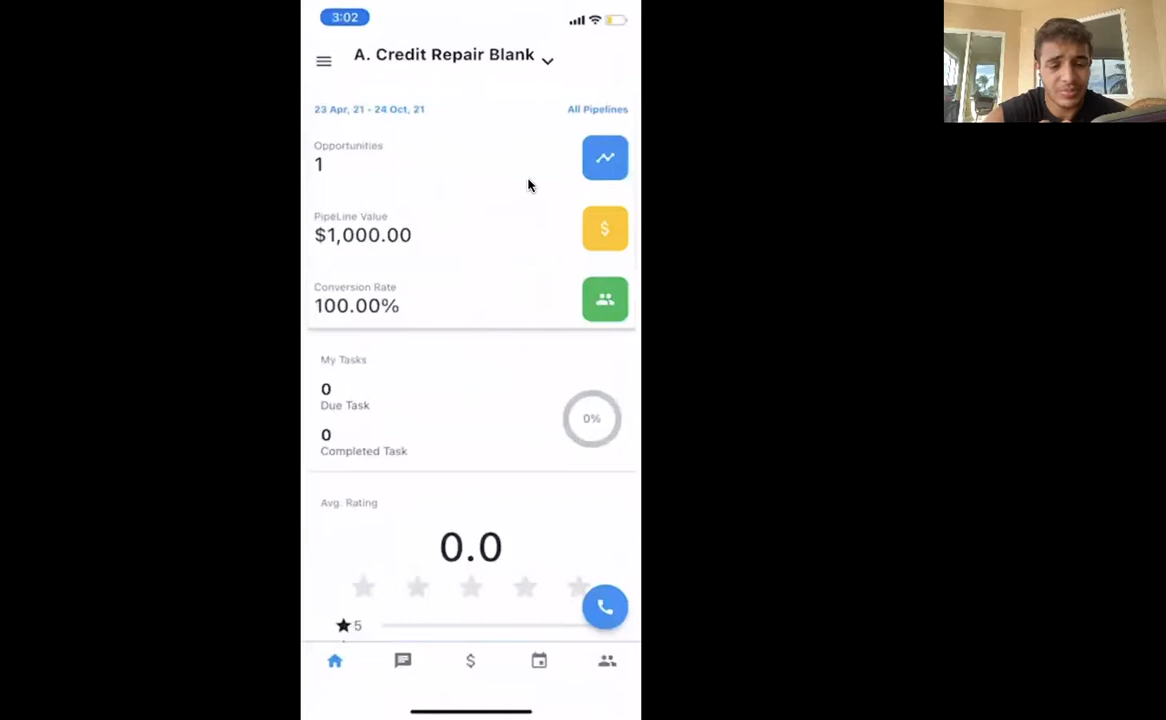 3:02
A. Credit Repair Blank
23 Apr, 21 - 24 Oct, 21
All Pipelines
Opportunities
1
PipeLine Value
$1,000.00
$
Conversion Rate
100.00%
My Tasks
0
Due Task
0%
0
Completed Task
Avg. Rating
0.0
5
$